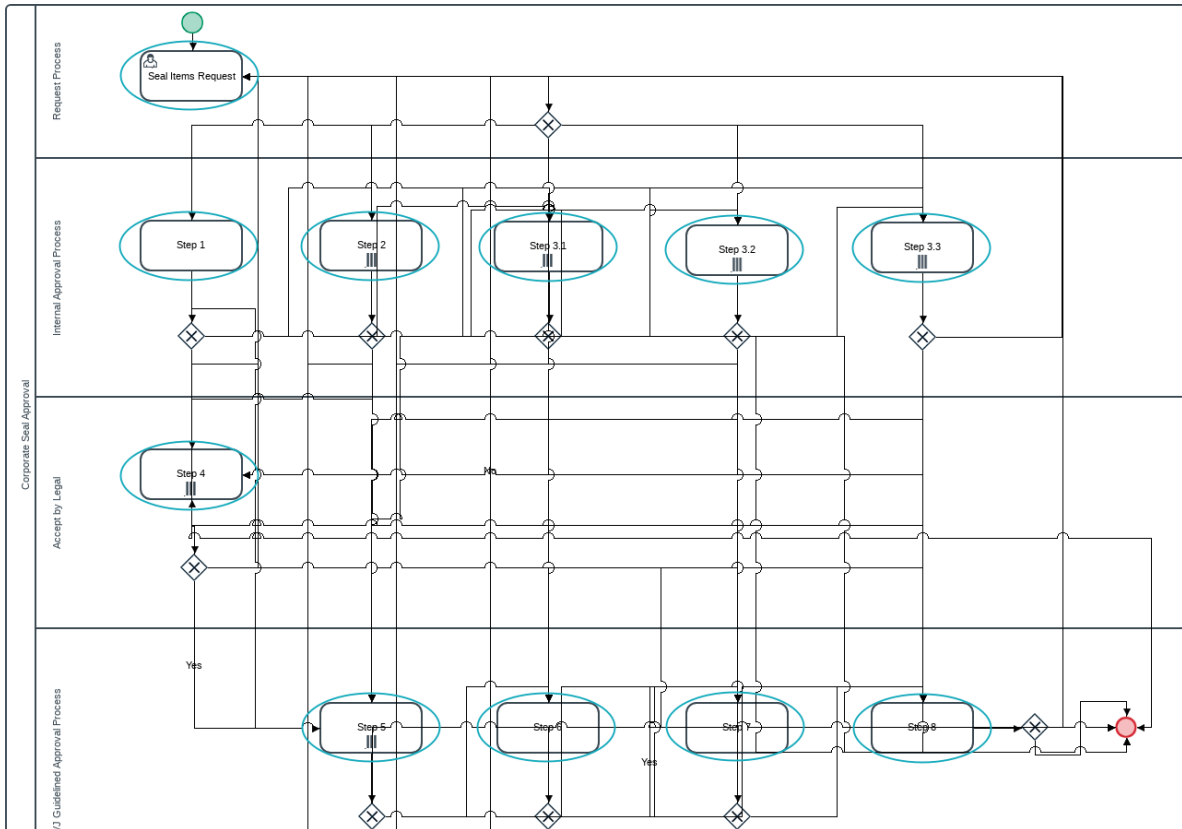 Corporate Seal Approval
Request Process
Seal Items Request
Internal Approval Process
Step 1
Step 2
Step 3.1
Step 3.2
Step 3.3
Accept by Legal
Step 4
No
Yes
/J Guidelined Approval Process
Step 5
Step 6
Step 7
Step 8
Yes